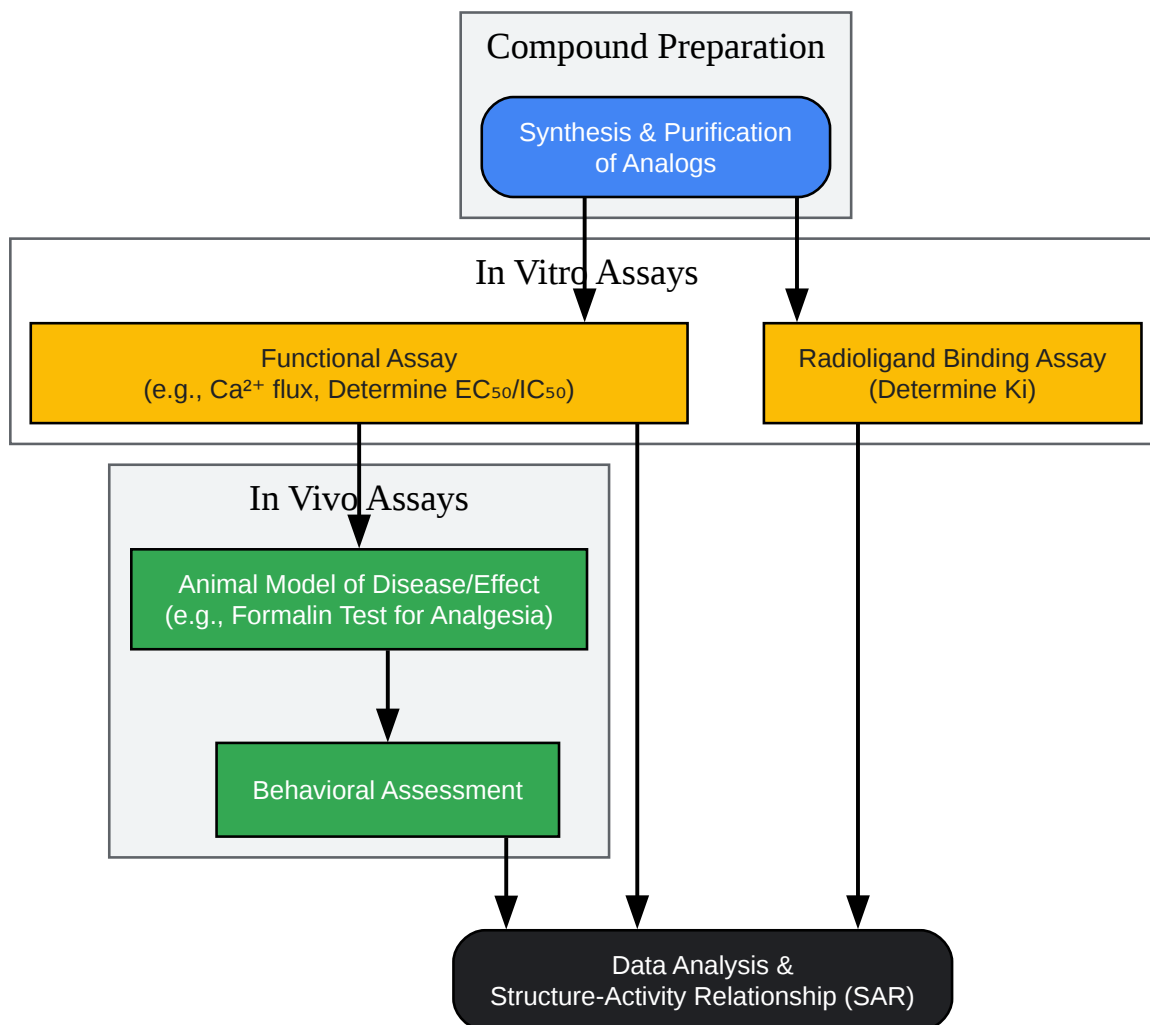 Compound Preparation
Synthesis & Purification
of Analogs
In Vitro Assays
Functional Assay
(e.g., Ca²⁺ flux, Determine EC₅₀/IC₅₀)
Radioligand Binding Assay
(Determine Ki)
In Vivo Assays
Animal Model of Disease/Effect
(e.g., Formalin Test for Analgesia)
Behavioral Assessment
Data Analysis &
Structure-Activity Relationship (SAR)